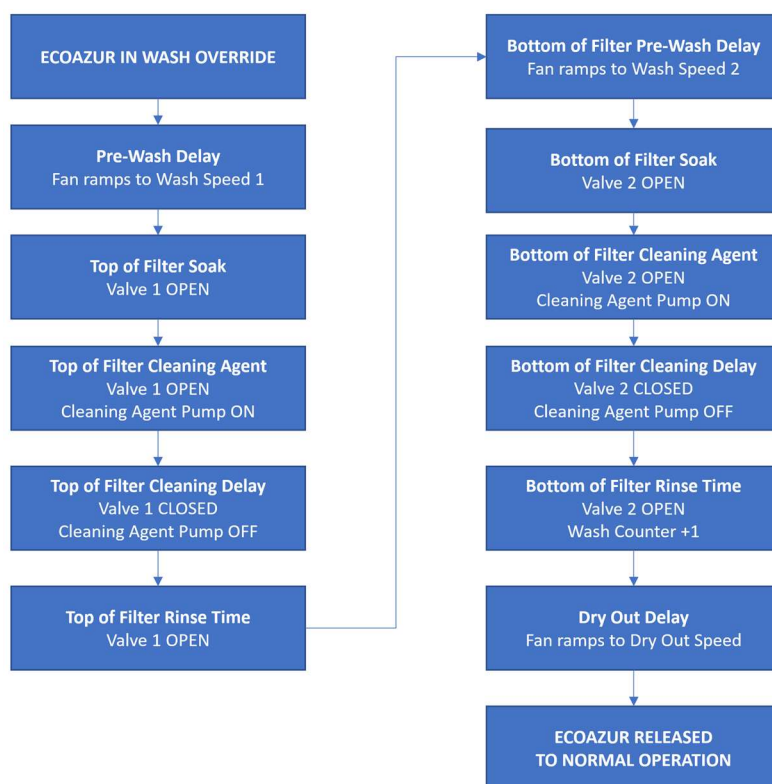 ECOAZUR IN WASH OVERRIDE
Pre-Wash Delay
Fan ramps to Wash Speed 1
Top of Filter Soak
Valve 1 OPEN
Top of Filter Cleaning Agent
Valve 1 OPEN
Cleaning Agent Pump ON
Top of Filter Cleaning Delay
Valve 1 CLOSED
Cleaning Agent Pump OFF
Top of Filter Rinse Time
Valve 1 OPEN
Bottom of Filter Pre-Wash Delay
Fan ramps to Wash Speed 2
Bottom of Filter Soak
Valve 2 OPEN
Bottom of Filter Cleaning Agent
Valve 2 OPEN
Cleaning Agent Pump ON
Bottom of Filter Cleaning Delay
Valve 2 CLOSED
Cleaning Agent Pump OFF
Bottom of Filter Rinse Time
Valve 2 OPEN
Wash Counter +1
Dry Out Delay
Fan ramps to Dry Out Speed
ECOAZUR RELEASED
TO NORMAL OPERATION